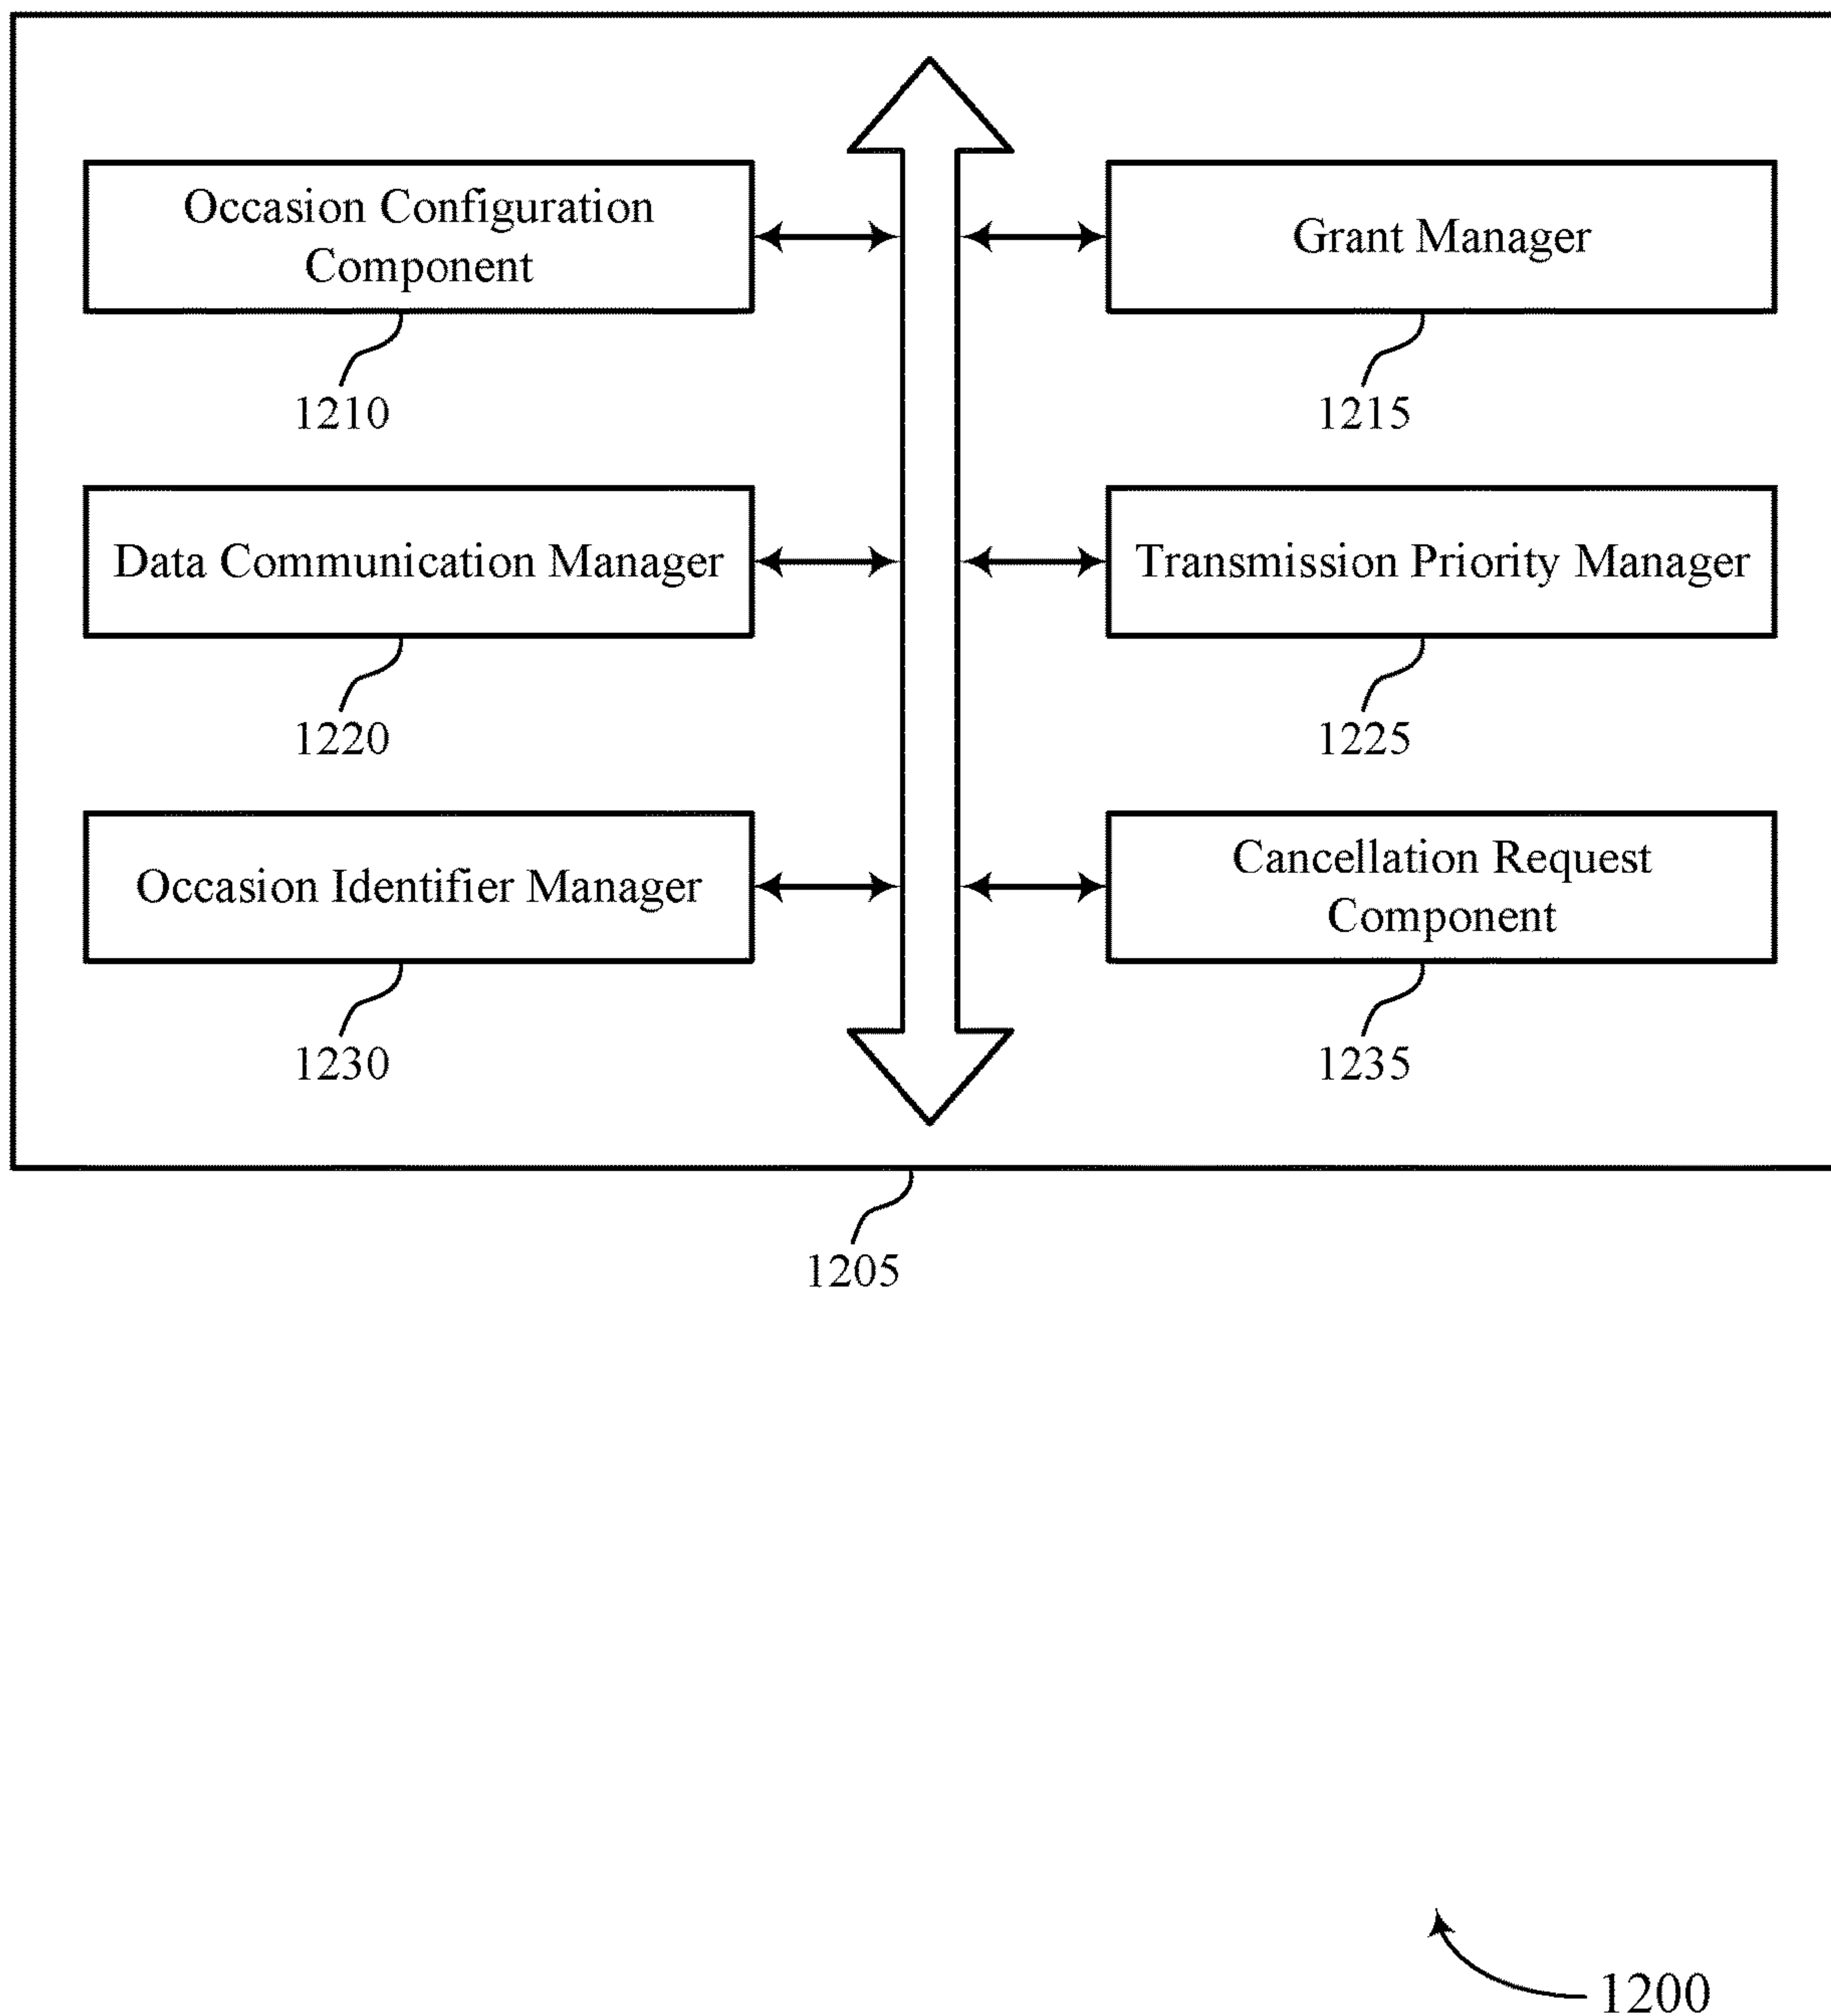 Occasion Configuration
Component
1210
Grant Manager
1215
Data Communication Manager
1220
Transmission Priority Manager
1225
Occasion Identifier Manager
1230
Cancellation Request
Component
1235
1205
1200